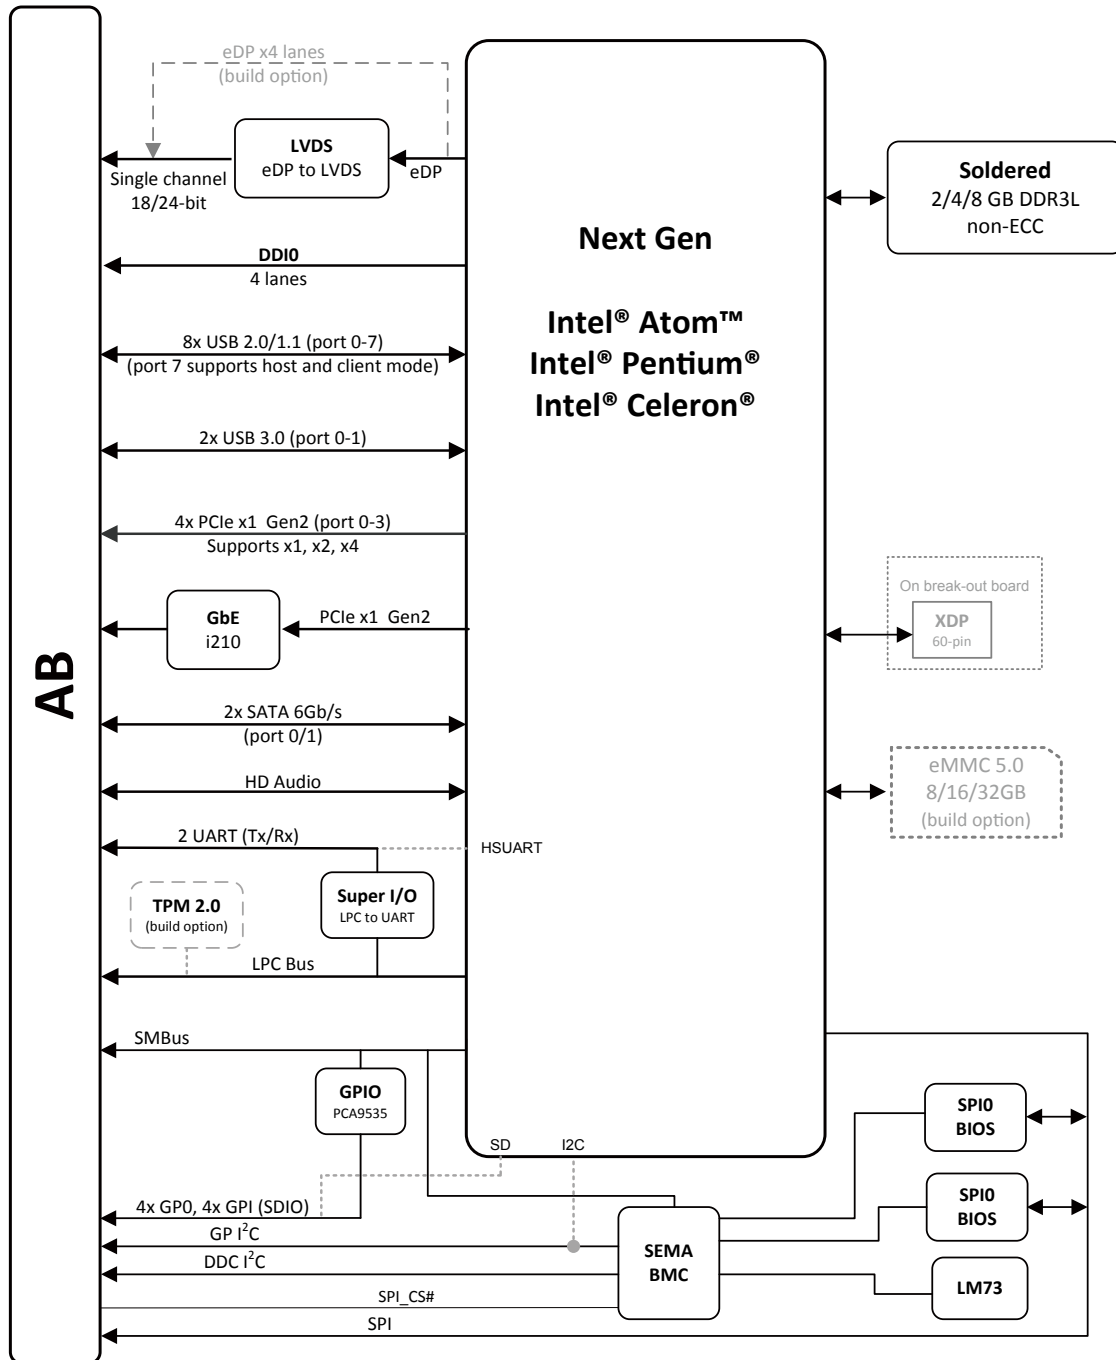 eDP x4 lanes
(build option)
LVDS
eDP to LVDS
eDP
Single channel
18/24-bit
DDI0
4 lanes
8x USB 2.0/1.1 (port 0-7)
(port 7 supports host and client mode)
2x USB 3.0 (port 0-1)
4x PCIe x1 Gen2 (port 0-3)
Supports x1, x2, x4
GbE
i210
PCIe x1 Gen2
AB
2x SATA 6Gb/s
(port 0/1)
HD Audio
2 UART (Tx/Rx)
HSUART
Super I/O
LPC to UART
TPM 2.0
(build option)
LPC Bus
SMBus
GPIO
PCA9535
SD
I2C
4x GP0, 4x GPI (SDIO)
GP I²C
DDC I²C
SPI_CS#
SPI
SEMA
BMC
Next Gen
Intel® Atom™
Intel® Pentium®
Intel® Celeron®
Soldered
2/4/8 GB DDR3L
non-ECC
On break-out board
XDP
60-pin
eMMC 5.0
8/16/32GB
(build option)
SPI0
BIOS
SPI0
BIOS
LM73